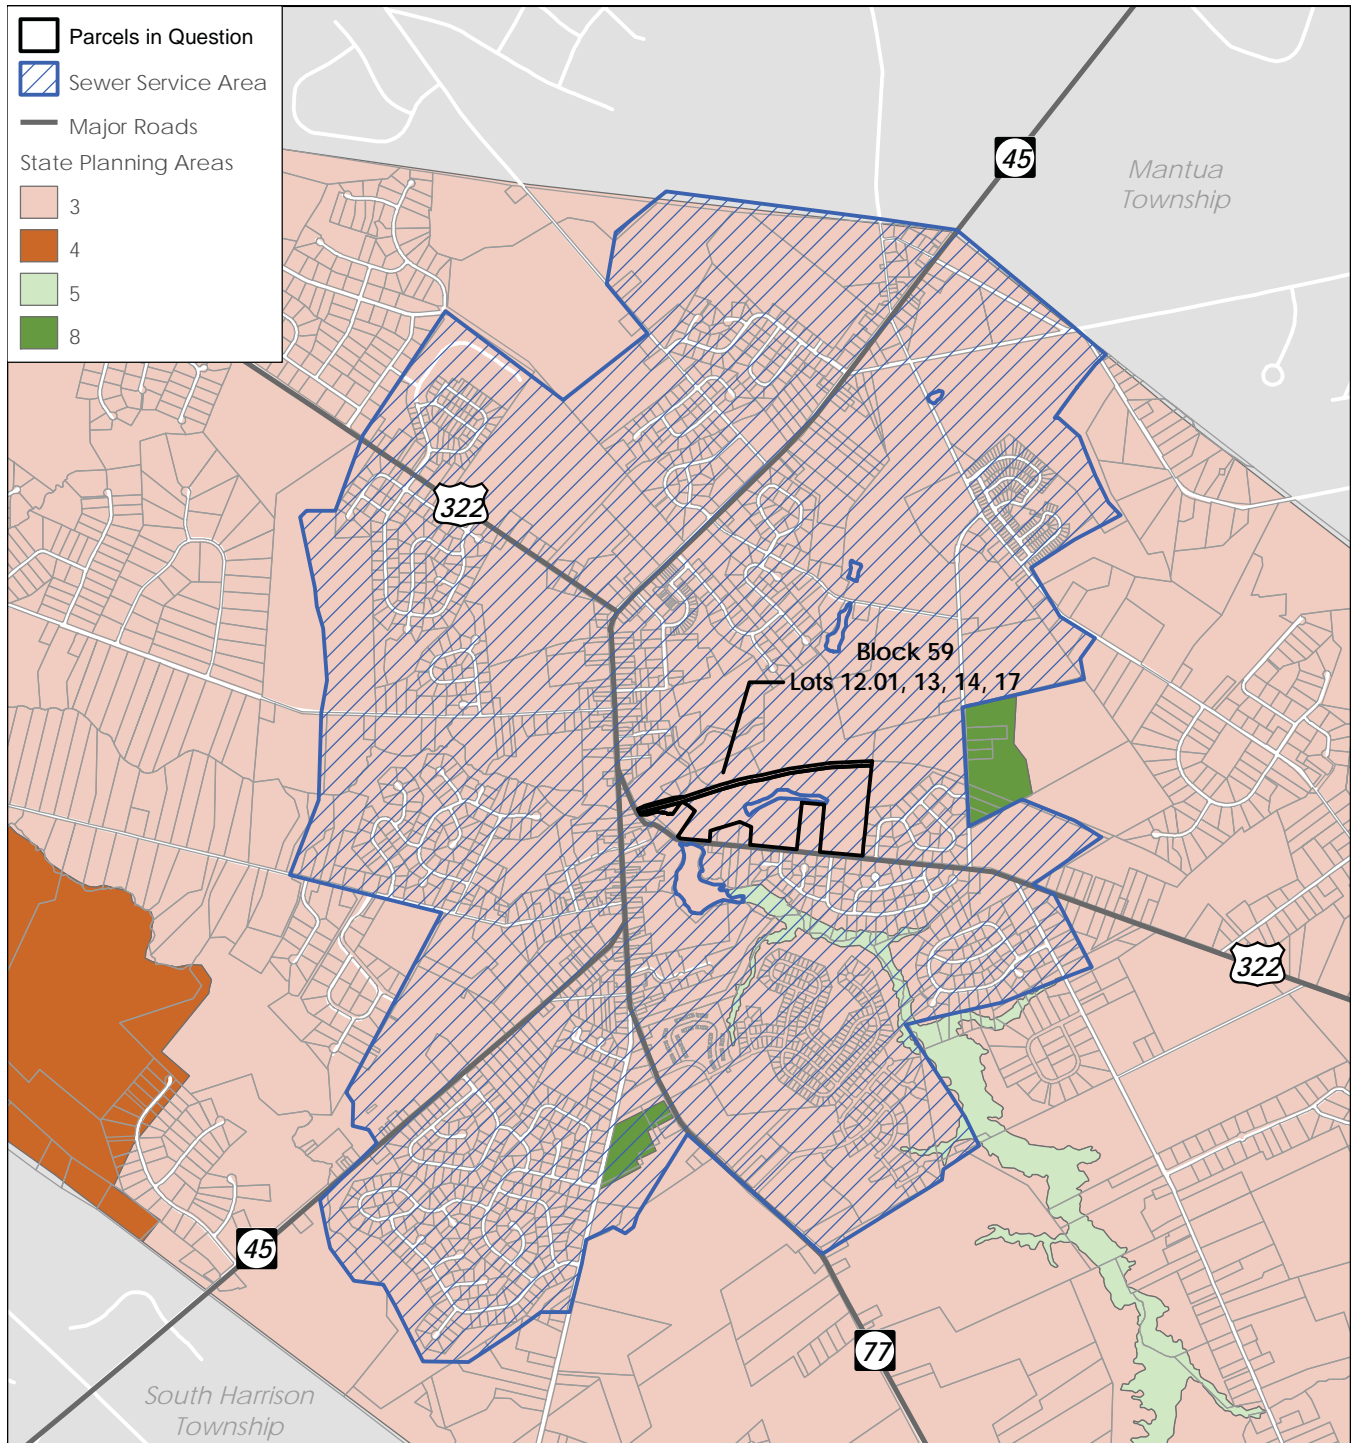 Parcels in Question
Sewer Service Area
Major Roads
State Planning Areas
3
4
5
8
45
Mantua
Township
322
Block 59
Lots 12.01, 13, 14, 17
322
45
77
South Harrison
Township